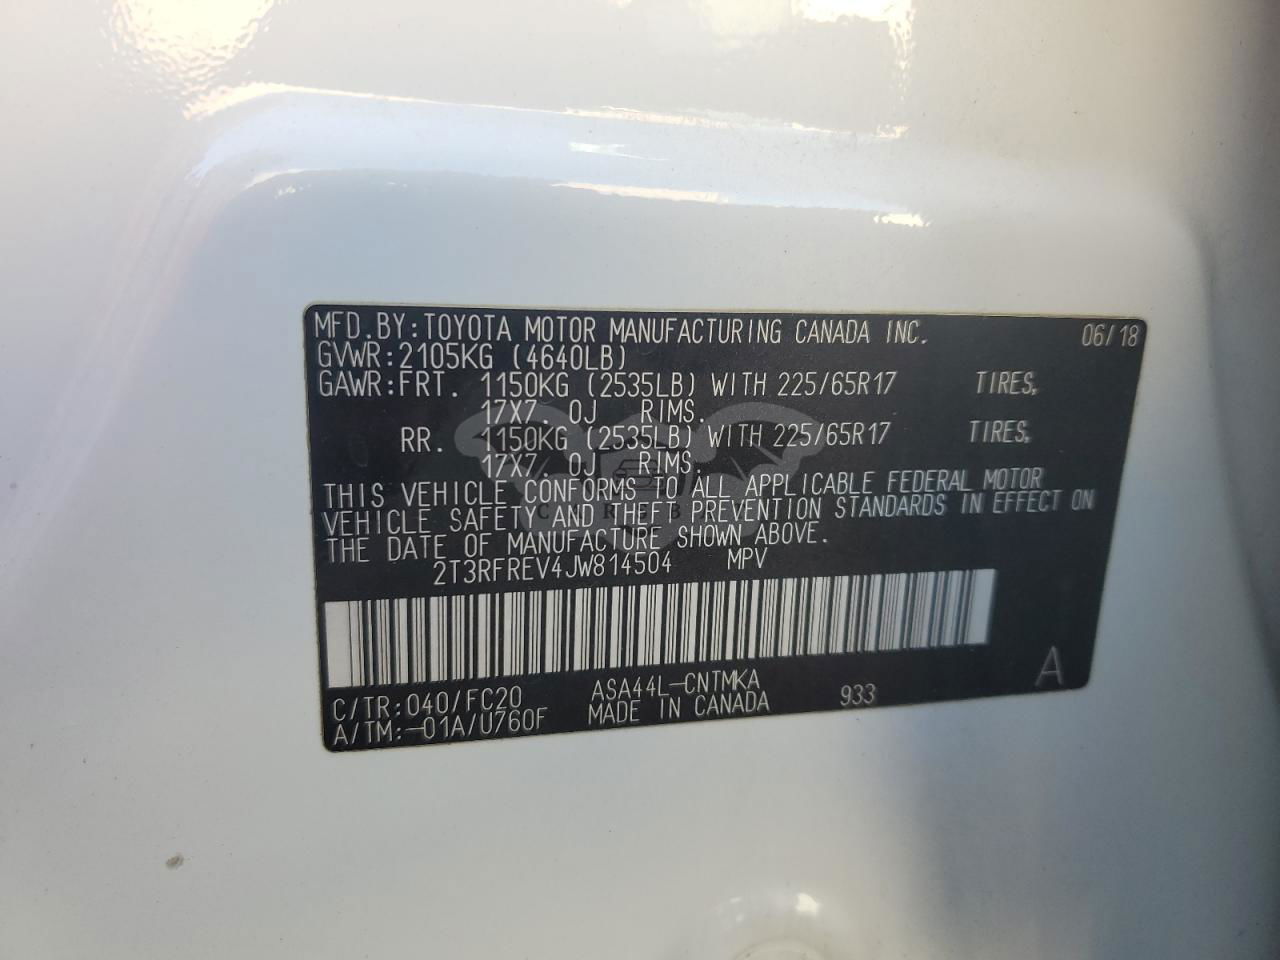 MFD.BY:TOYOTA MOTOR MANUFACTURING CANADA INC. 06/18
GVWR:2105KG (4640LB)
GAWR:FRT. 1150KG (2535LB) WITH 225/65R17 TIRES,
17X7.0J RIMS.
RR. 1150KG (2535LB) WITH 225/65R17 TIRES,
17X7.0J RIMS.
THIS VEHICLE CONFORMS TO ALL APPLICABLE FEDERAL MOTOR
VEHICLE SAFETY AND THEFT PREVENTION STANDARDS IN EFFECT ON
THE DATE OF MANUFACTURE SHOWN ABOVE.
2T3RFREV4JW814504 MPV
C/TR:040/FC20 ASA44L-CNTMKA A
A/TM:-01A/U760F MADE IN CANADA 933